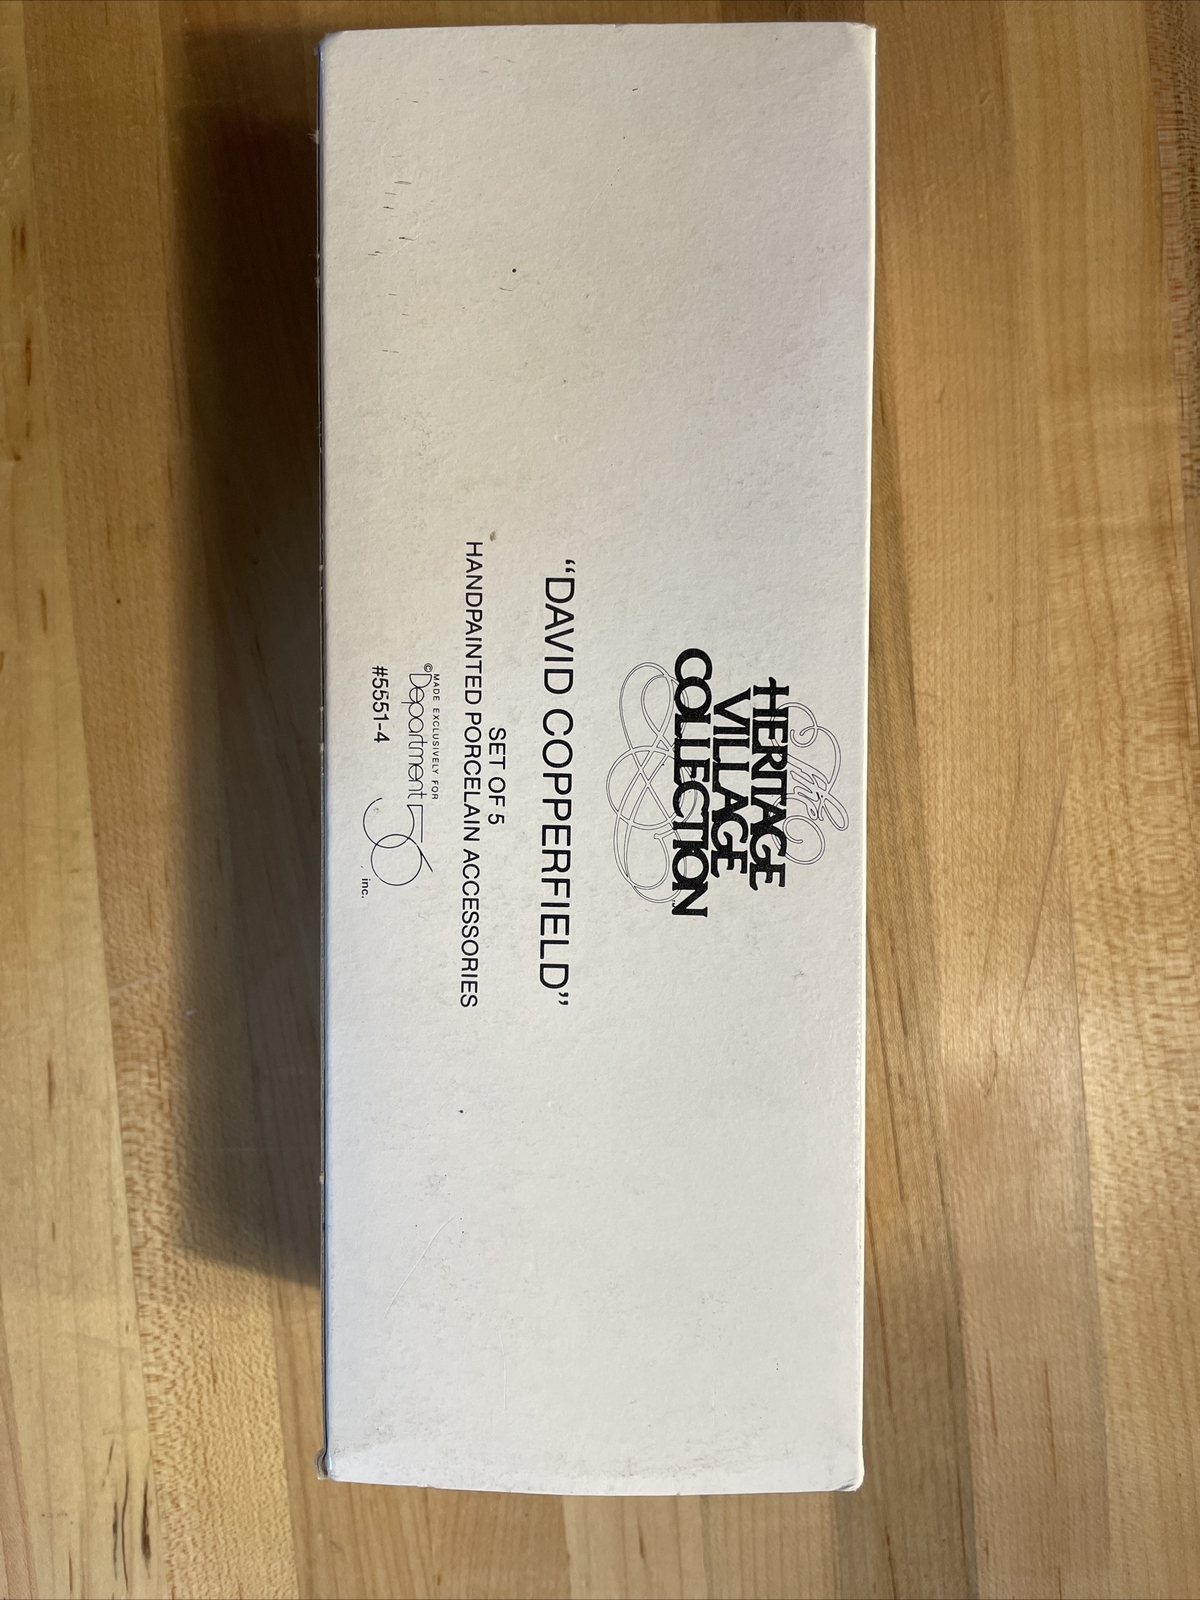 The
HERITAGE
VILLAGE
COLLECTION
“DAVID COPPERFIELD”
SET OF 5
HANDPAINTED PORCELAIN ACCESSORIES
© MADE EXCLUSIVELY FOR
Department 56 inc.
#5551-4